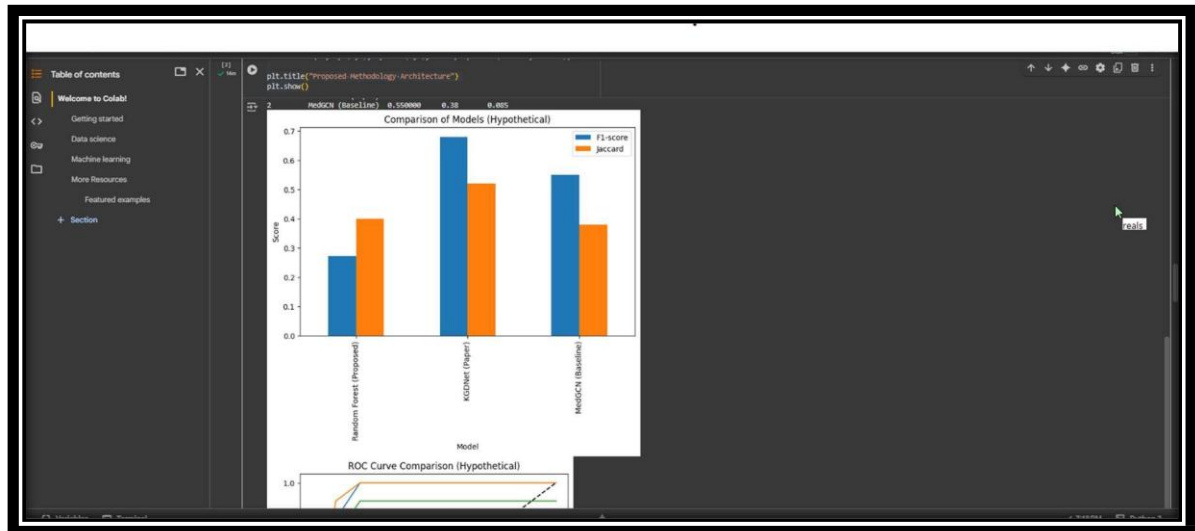 Table of contents
Welcome to Colab!
Getting started
Data science
Machine learning
More Resources
Featured examples
+ Section
[3]
plt.title("Proposed Methodology Architecture")
plt.show()
2 MedGCN (Baseline) 0.550000 0.38 0.085
Comparison of Models (Hypothetical)
F1-score
Jaccard
0.7
0.6
0.5
0.4
0.3
0.2
0.1
0.0
Score
Random Forest (Proposed)
KGDNet (Paper)
MedGCN (Baseline)
Model
ROC Curve Comparison (Hypothetical)
1.0
reals